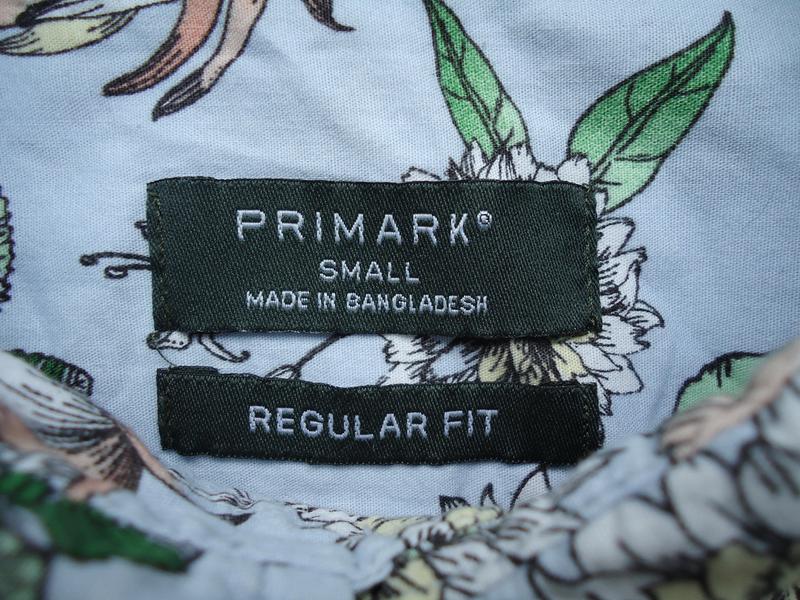 PRIMARK®
SMALL
MADE IN BANGLADESH
REGULAR FIT